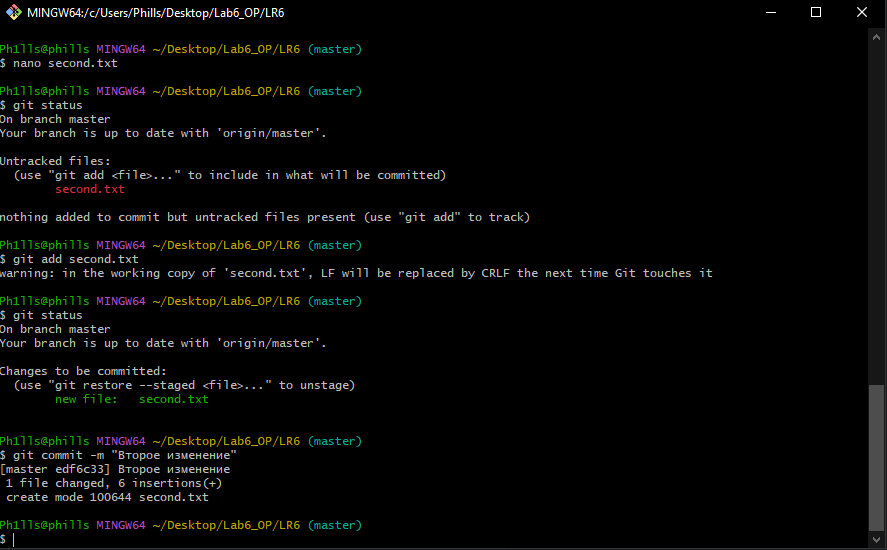 MINGW64:/c/Users/Phills/Desktop/Lab6_OP/LR6
Ph1lls@phills MINGW64 ~/Desktop/Lab6_OP/LR6 (master)
$ nano second.txt
Ph1lls@phills MINGW64 ~/Desktop/Lab6_OP/LR6 (master)
$ git status
On branch master
Your branch is up to date with 'origin/master'.
Untracked files:
  (use "git add <file>..." to include in what will be committed)
        second.txt
nothing added to commit but untracked files present (use "git add" to track)
Ph1lls@phills MINGW64 ~/Desktop/Lab6_OP/LR6 (master)
$ git add second.txt
warning: in the working copy of 'second.txt', LF will be replaced by CRLF the next time Git touches it
Ph1lls@phills MINGW64 ~/Desktop/Lab6_OP/LR6 (master)
$ git status
On branch master
Your branch is up to date with 'origin/master'.
Changes to be committed:
  (use "git restore --staged <file>..." to unstage)
        new file:   second.txt
Ph1lls@phills MINGW64 ~/Desktop/Lab6_OP/LR6 (master)
$ git commit -m "Второе изменение"
[master edf6c33] Второе изменение
 1 file changed, 6 insertions(+)
 create mode 100644 second.txt
Ph1lls@phills MINGW64 ~/Desktop/Lab6_OP/LR6 (master)
$